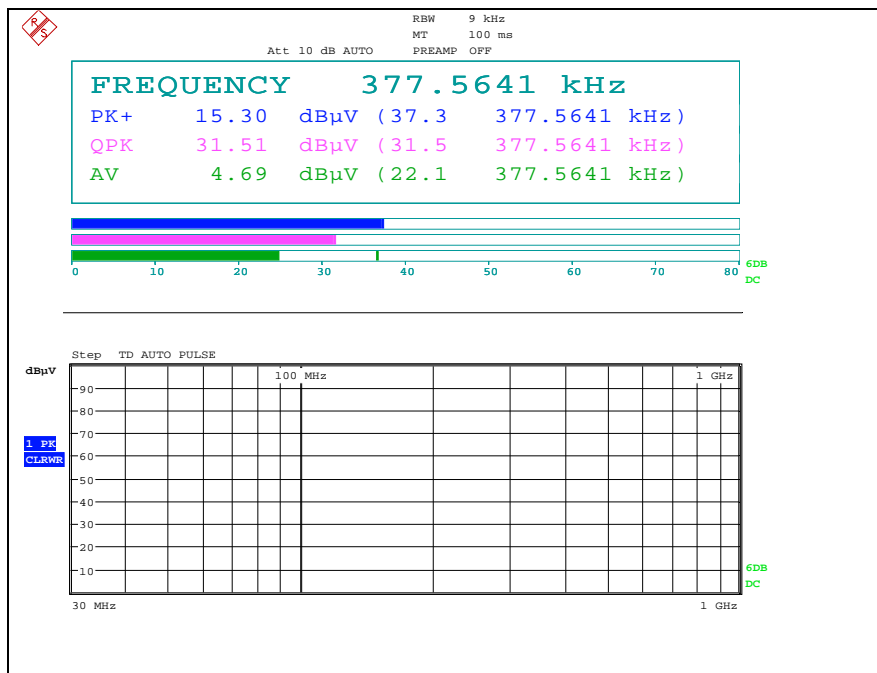 R S
RBW 9 kHz
MT 100 ms
Att 10 dB AUTO PREAMP OFF
FREQUENCY 377.5641 kHz
PK+ 15.30 dBµV (37.3 377.5641 kHz)
QPK 31.51 dBµV (31.5 377.5641 kHz)
AV 4.69 dBµV (22.1 377.5641 kHz)
0 10 20 30 40 50 60 70 80
6DB
DC
Step TD AUTO PULSE
dBµV
100 MHz 1 GHz
90
80
70
1 PK
CLRWR
60
50
40
30
20
10
6DB
DC
30 MHz 1 GHz